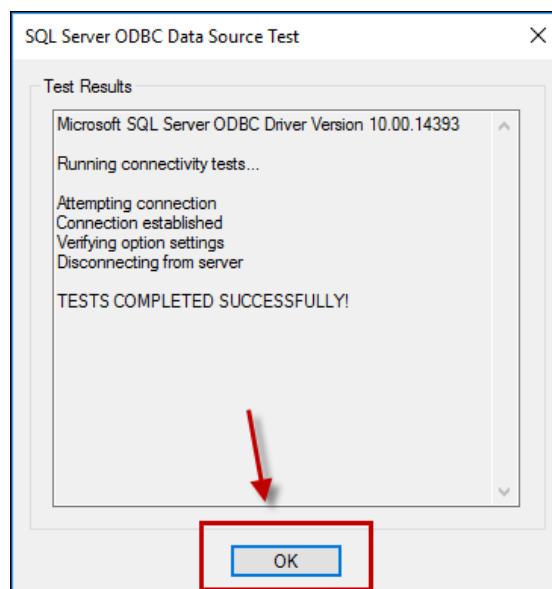 SQL Server ODBC Data Source Test
Test Results
Microsoft SQL Server ODBC Driver Version 10.00.14393
Running connectivity tests...
Attempting connection
Connection established
Verifying option settings
Disconnecting from server
TESTS COMPLETED SUCCESSFULLY!
OK